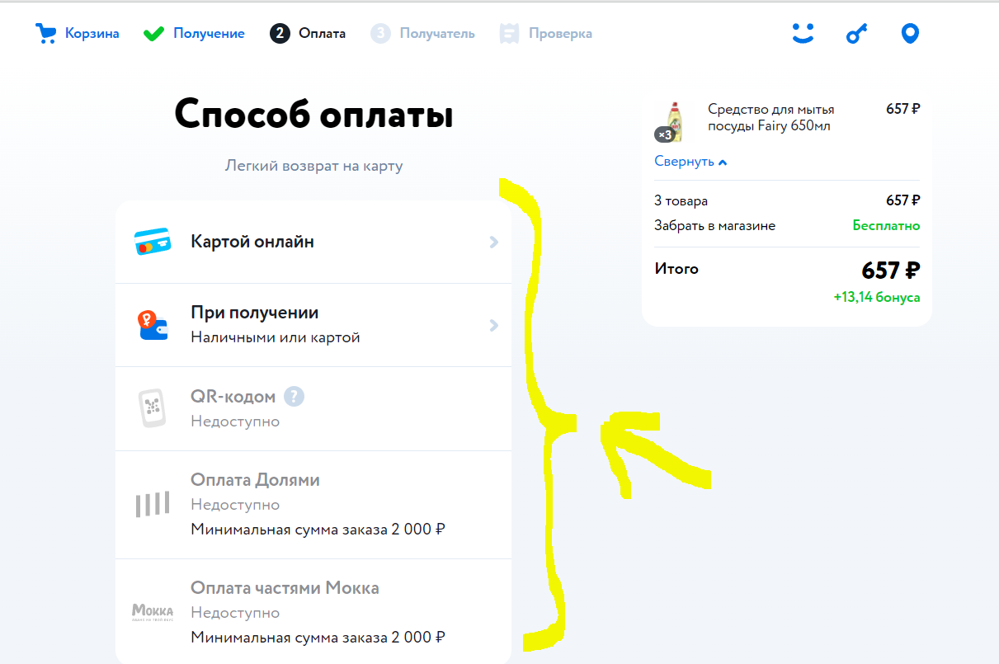 Корзина
Получение
2 Оплата
3 Получатель
Проверка
Способ оплаты
Легкий возврат на карту
Картой онлайн
При получении
Наличными или картой
QR-кодом ?
Недоступно
Оплата Долями
Недоступно
Минимальная сумма заказа 2 000 ₽
Мокка
Оплата частями Мокка
Недоступно
Минимальная сумма заказа 2 000 ₽
×3
Средство для мытья
посуды Fairy 650мл
657 ₽
Свернуть
3 товара 657 ₽
Забрать в магазине Бесплатно
Итого 657 ₽
+13,14 бонуса